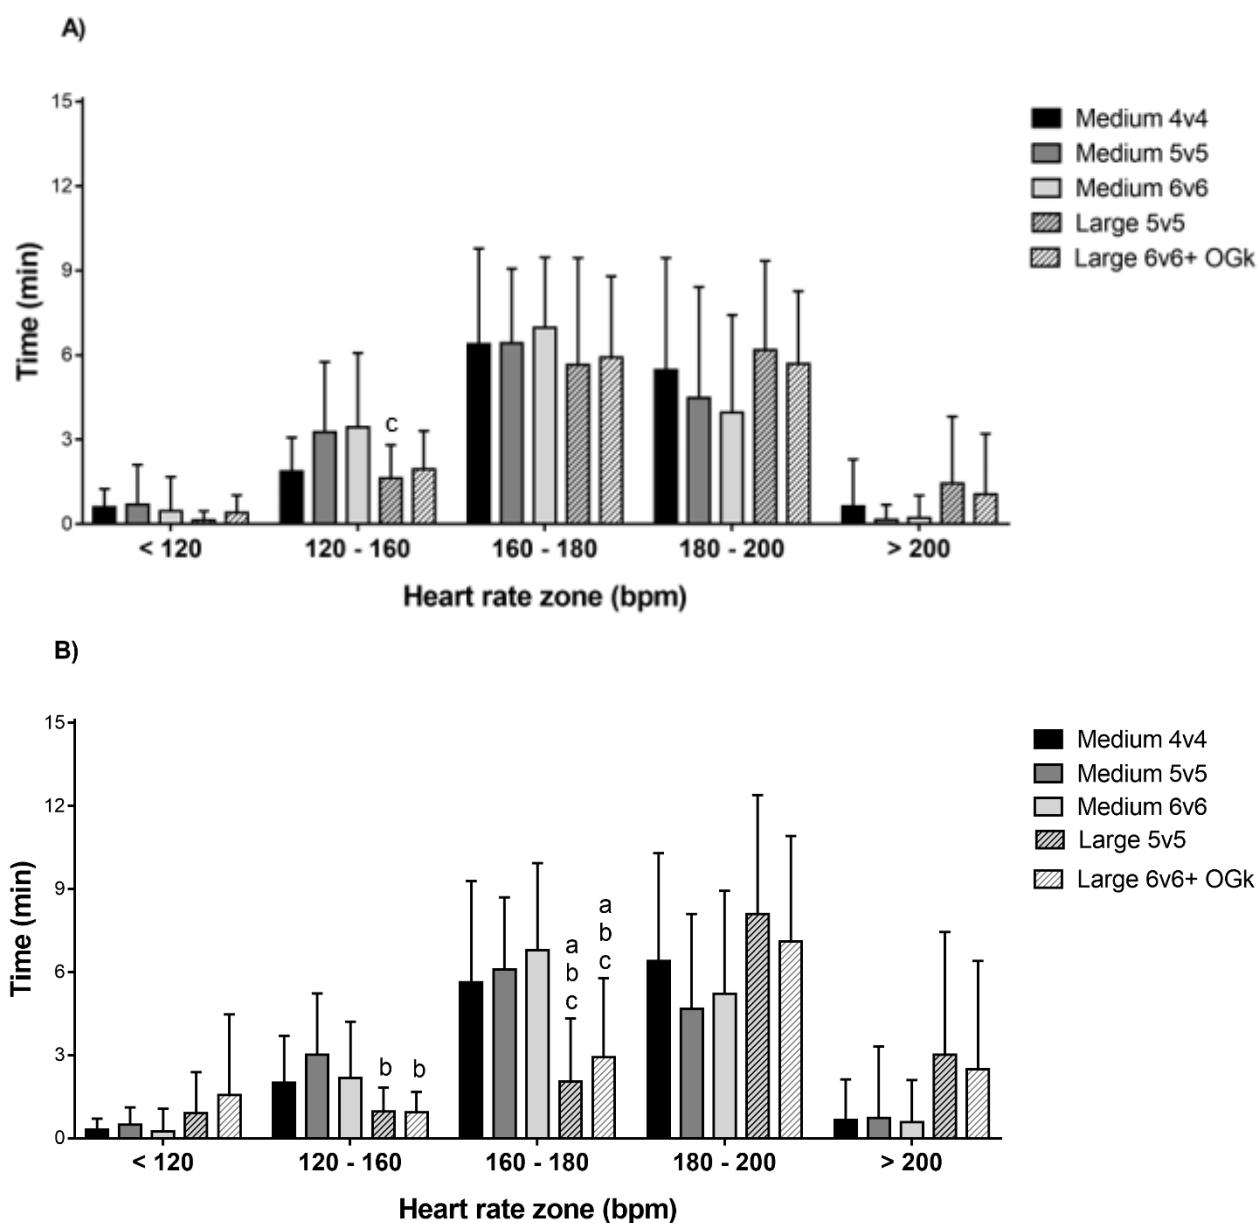 A)
15
12
9
6
3
0
Time (min)
c
< 120
120 - 160
160 - 180
180 - 200
> 200
Heart rate zone (bpm)
Medium 4v4
Medium 5v5
Medium 6v6
Large 5v5
Large 6v6+ OGk
B)
15
12
9
6
3
0
Time (min)
b
b
a
b
c
a
b
c
< 120
120 - 160
160 - 180
180 - 200
> 200
Heart rate zone (bpm)
Medium 4v4
Medium 5v5
Medium 6v6
Large 5v5
Large 6v6+ OGk